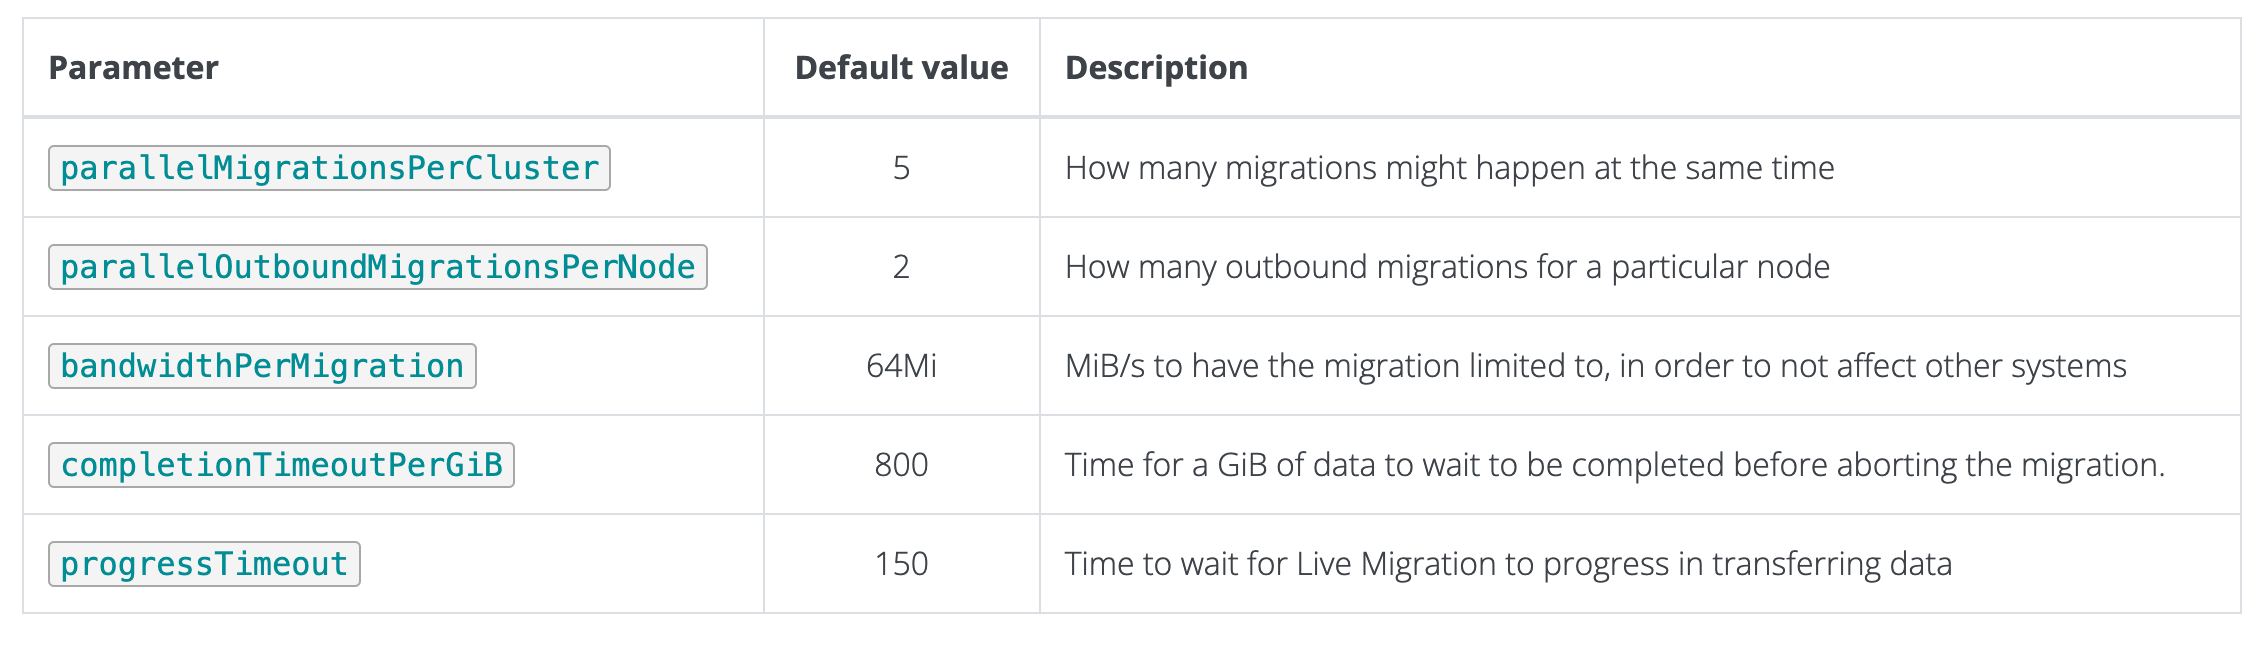 Parameter Default value Description
parallelMigrationsPerCluster 5 How many migrations might happen at the same time
parallelOutboundMigrationsPerNode 2 How many outbound migrations for a particular node
bandwidthPerMigration 64Mi MiB/s to have the migration limited to, in order to not affect other systems
completionTimeoutPerGiB 800 Time for a GiB of data to wait to be completed before aborting the migration.
progressTimeout 150 Time to wait for Live Migration to progress in transferring data